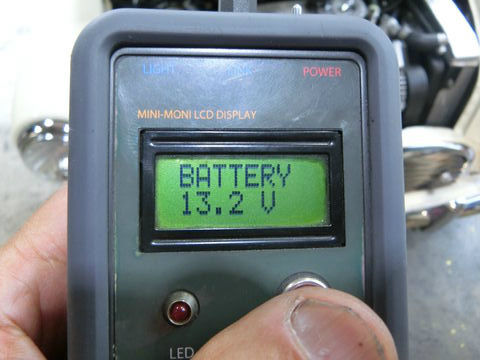 LIGHT
POWER
MINI-MONI LCD DISPLAY
BATTERY
13.2 V
LED